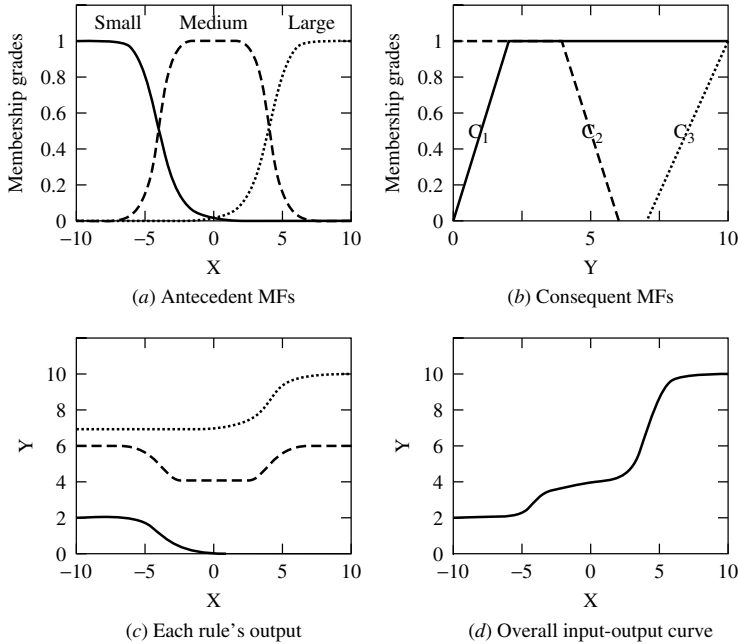 Small Medium Large
Membership grades
1
0.8
0.6
0.4
0.2
0
−10 −5 0 5 10
X
(a) Antecedent MFs
Membership grades
1
0.8
0.6
0.4
0.2
0
C1 C2 C3
0 5 10
Y
(b) Consequent MFs
Y
10
8
6
4
2
0
−10 −5 0 5 10
X
(c) Each rule’s output
Y
10
8
6
4
2
0
−10 −5 0 5 10
X
(d) Overall input-output curve